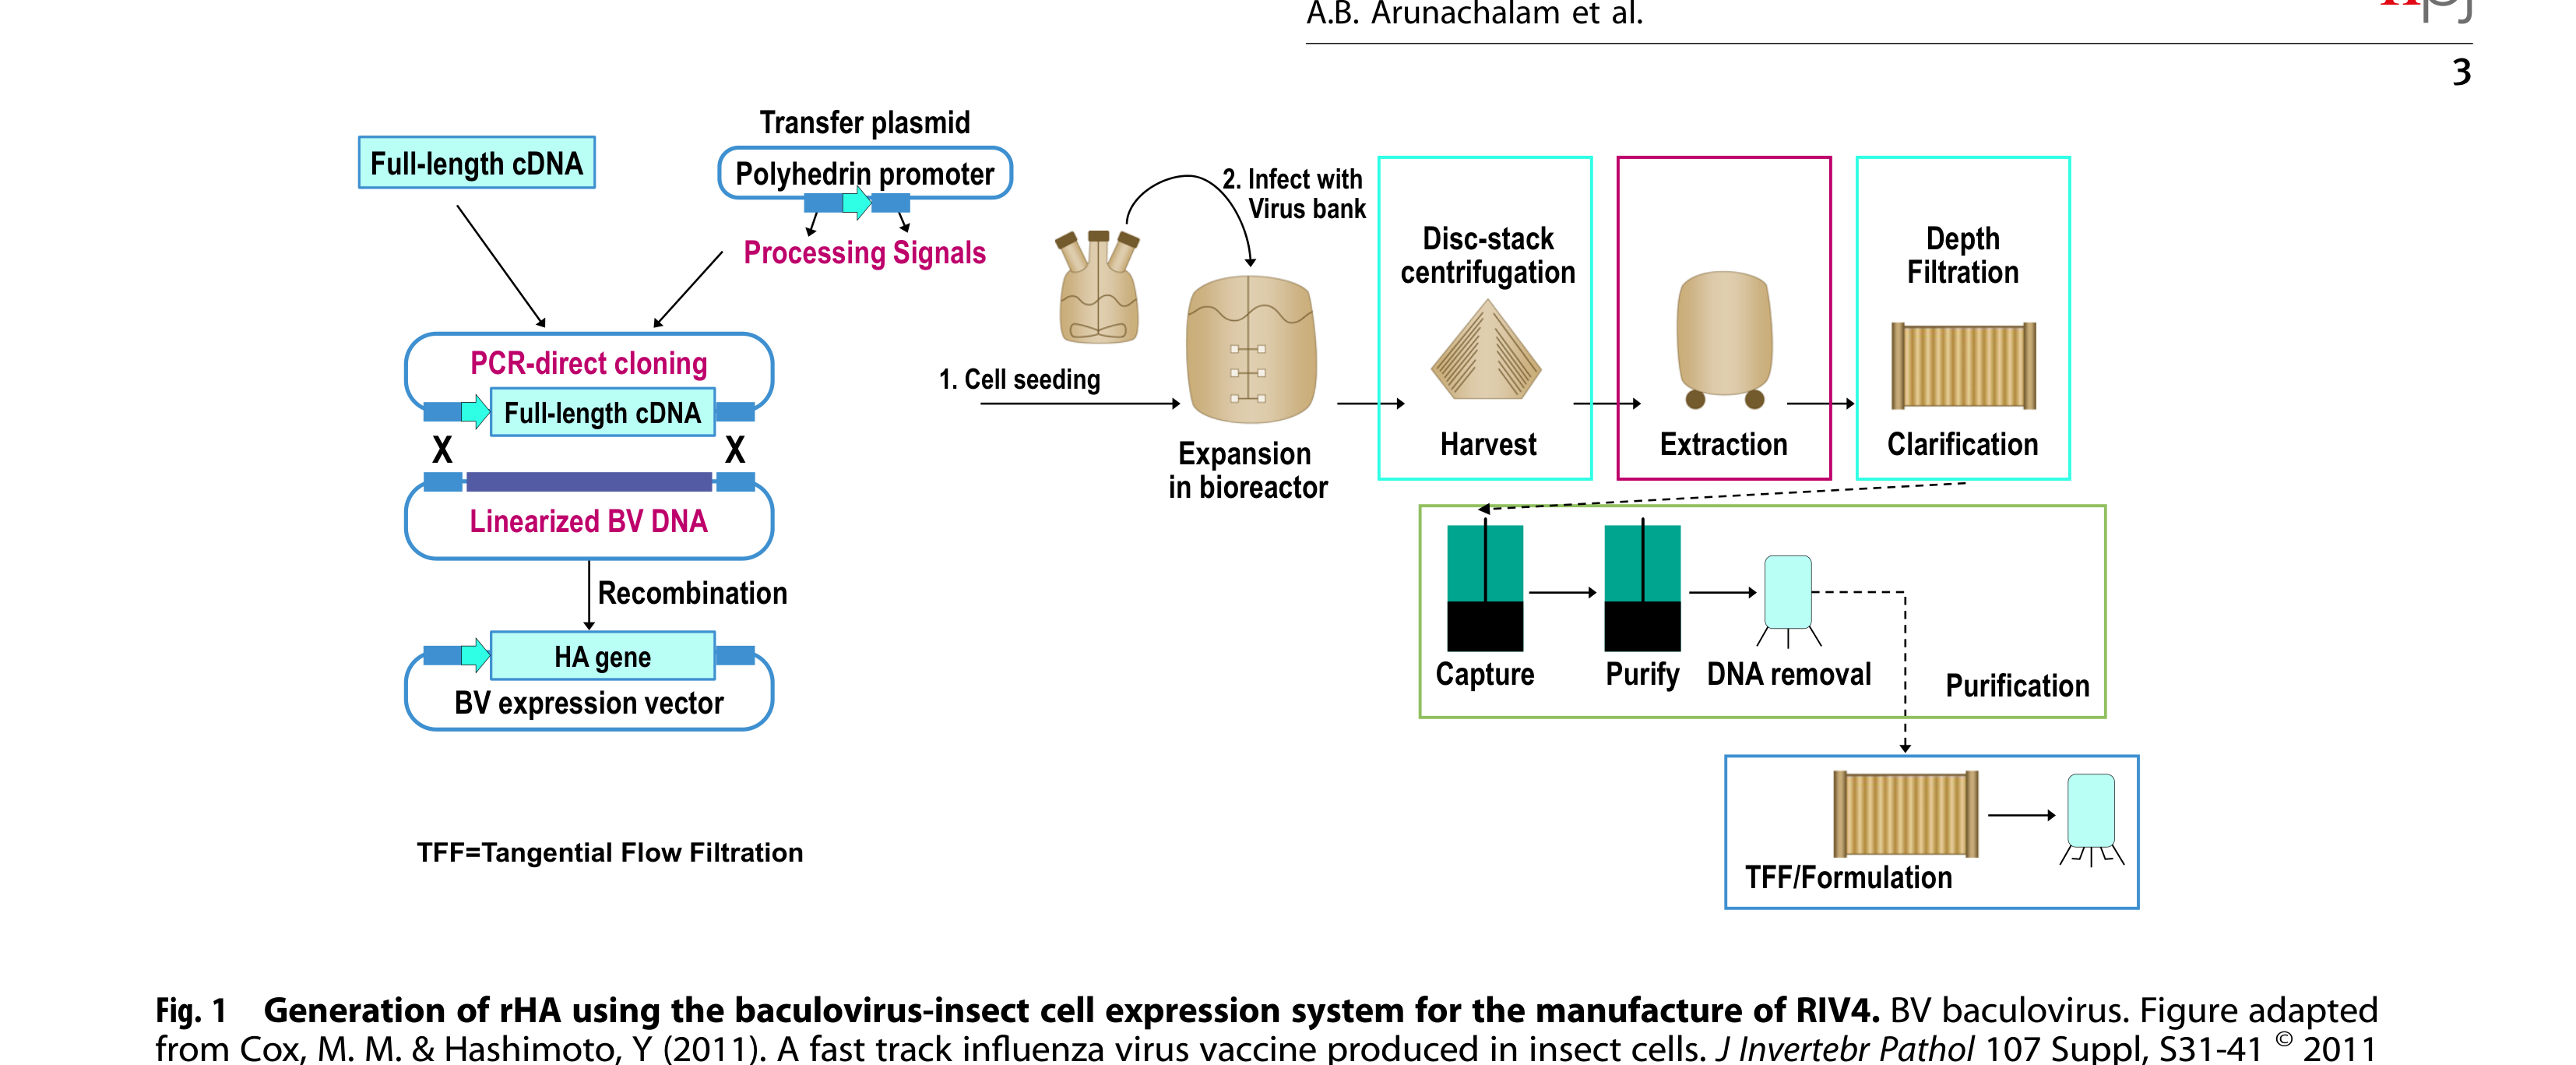 A.B. Arunachalam et al.
npj
3
Full-length cDNA
Transfer plasmid
Polyhedrin promoter
Processing Signals
PCR-direct cloning
Full-length cDNA
X X
Linearized BV DNA
Recombination
HA gene
BV expression vector
TFF=Tangential Flow Filtration
1. Cell seeding
2. Infect with
Virus bank
Expansion
in bioreactor
Disc-stack
centrifugation
Harvest
Extraction
Depth
Filtration
Clarification
Capture
Purify
DNA removal
Purification
TFF/Formulation
Fig. 1 Generation of rHA using the baculovirus-insect cell expression system for the manufacture of RIV4. BV baculovirus. Figure adapted
from Cox, M. M. & Hashimoto, Y (2011). A fast track influenza virus vaccine produced in insect cells. J Invertebr Pathol 107 Suppl, S31-41 © 2011